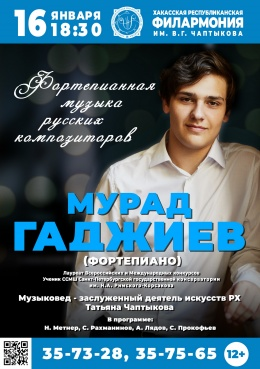 16 ЯНВАРЯ
18:30
ХАКАССКАЯ РЕСПУБЛИКАНСКАЯ
ФИЛАРМОНИЯ
ИМ. В.Г. ЧАПТЫКОВА
Фортепианная
музыка
русских
композиторов
МУРАД
ГАДЖИЕВ
(ФОРТЕПИАНО)
Лауреат Всероссийских и Международных конкурсов
Ученик ССМШ Санкт-Петербургской государственной консерватории
им. Н.А. Римского-Корсакова
Музыковед - заслуженный деятель искусств РХ
Татьяна Чаптыкова
В программе:
Н. Метнер, С. Рахманинов, А. Лядов, С. Прокофьев
35-73-28, 35-75-65
12+